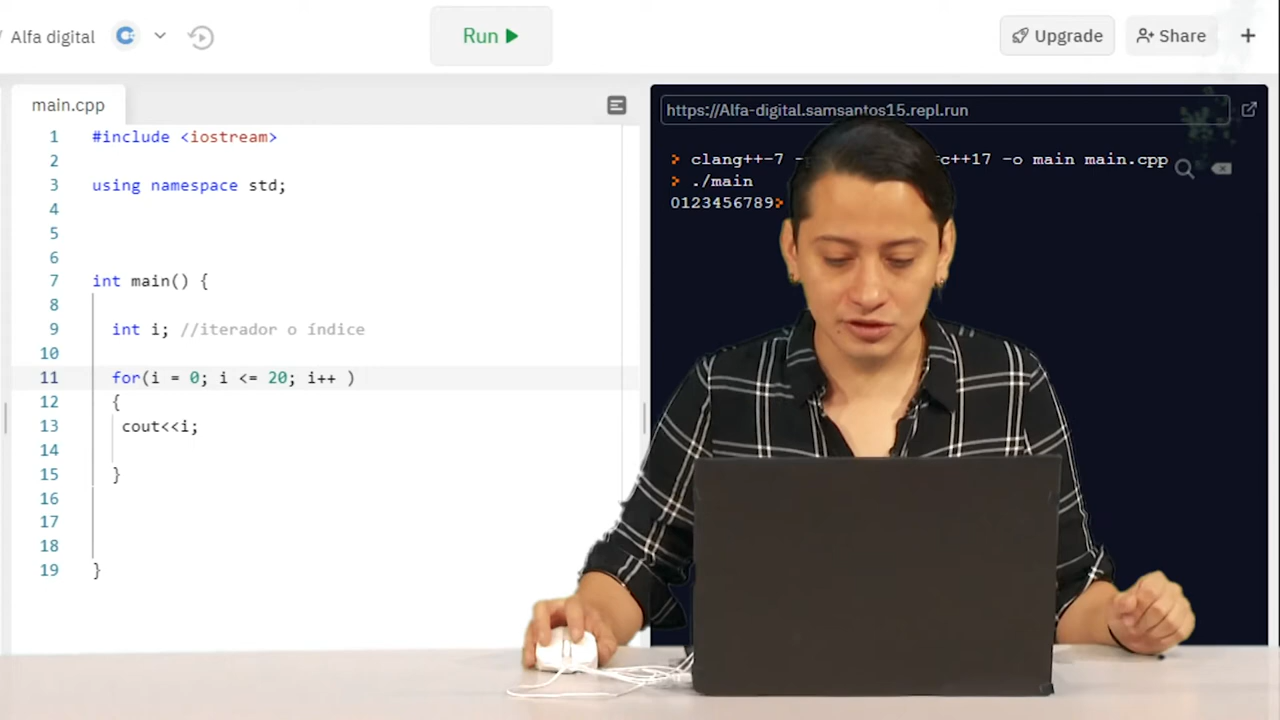 / Alfa digital
Run
Upgrade
Share
main.cpp
1 #include <iostream>
2
3 using namespace std;
4
5
6
7 int main() {
8
9 int i; //iterador o índice
10
11 for(i = 0; i <= 20; i++ )
12 {
13 cout<<i;
14
15 }
16
17
18
19 }
https://Alfa-digital.samsantos15.repl.run
> clang++-7 - c++17 -o main main.cpp
> ./main
0123456789>